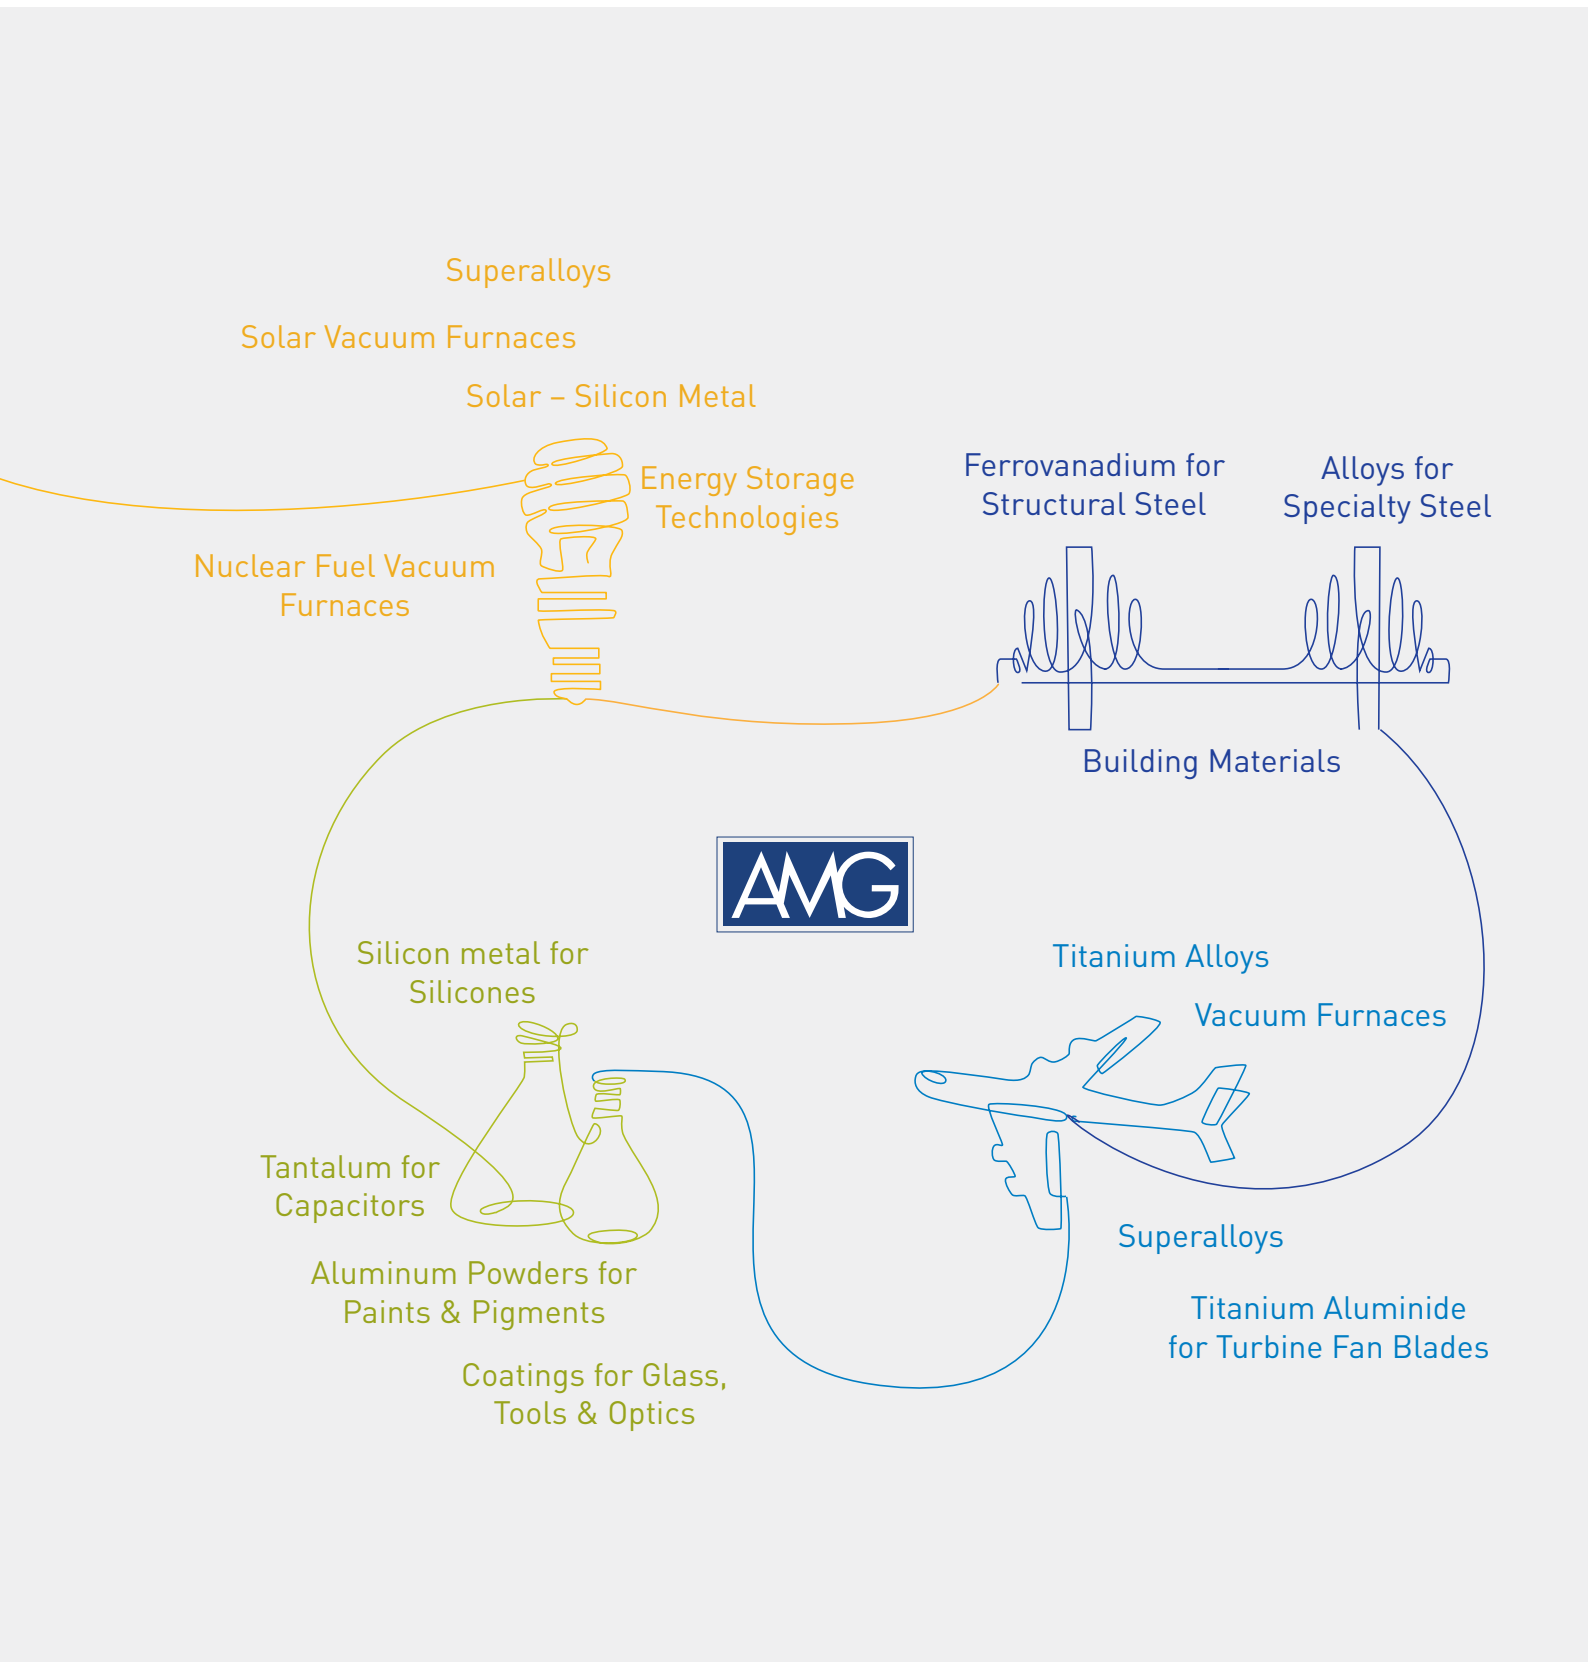 Superalloys
Solar Vacuum Furnaces
Solar – Silicon Metal
Energy Storage
Technologies
Nuclear Fuel Vacuum
Furnaces
Ferrovanadium for
Structural Steel
Alloys for
Specialty Steel
Building Materials
AMG
Silicon metal for
Silicones
Tantalum for
Capacitors
Aluminum Powders for
Paints & Pigments
Coatings for Glass,
Tools & Optics
Titanium Alloys
Vacuum Furnaces
Superalloys
Titanium Aluminide
for Turbine Fan Blades